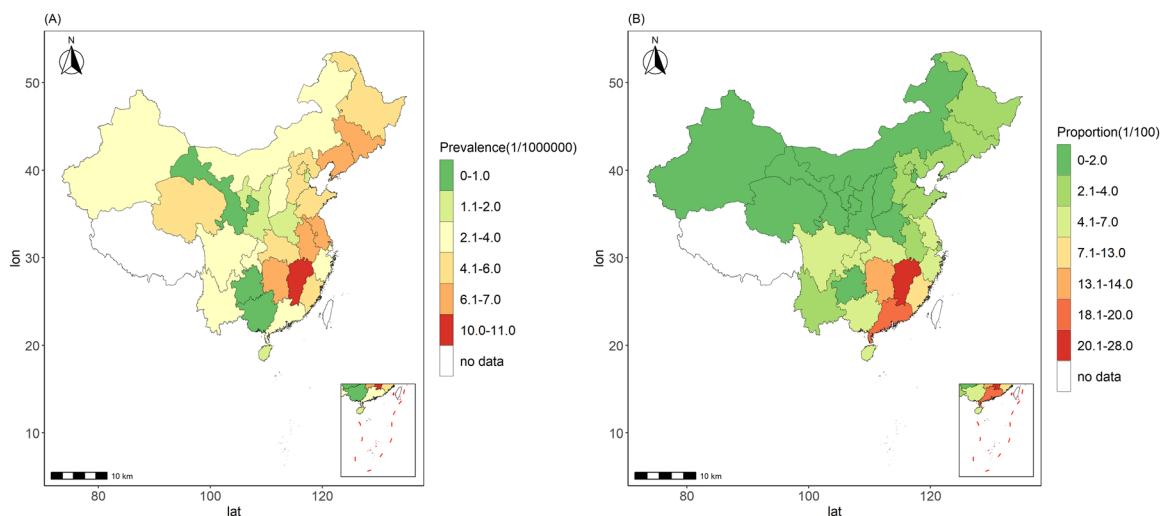 (A)
N
50
40
30
20
10
lon
80
100
120
lat
10 km
Prevalence(1/1000000)
0-1.0
1.1-2.0
2.1-4.0
4.1-6.0
6.1-7.0
10.0-11.0
no data
(B)
N
50
40
30
20
10
lon
80
100
120
lat
10 km
Proportion(1/100)
0-2.0
2.1-4.0
4.1-7.0
7.1-13.0
13.1-14.0
18.1-20.0
20.1-28.0
no data